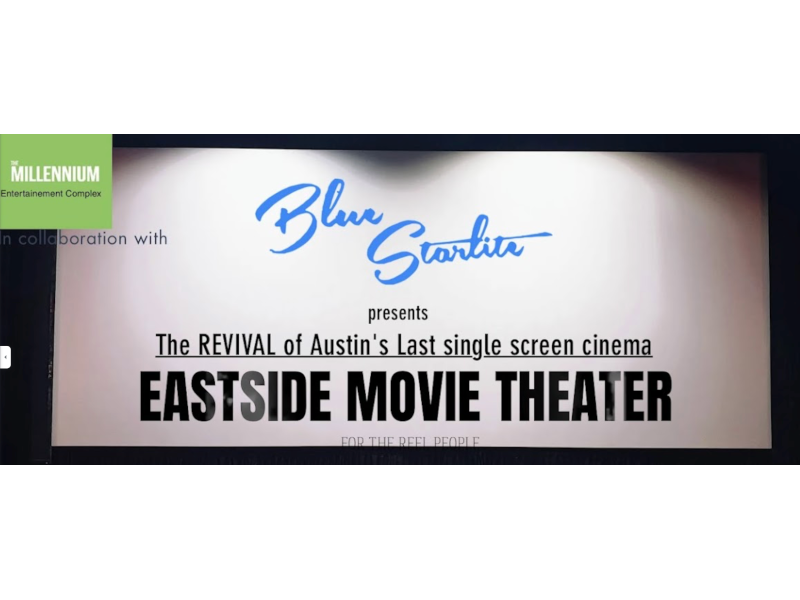 THE
MILLENNIUM
Entertainement Complex
In collaboration with
Blue
Starlite
presents
The REVIVAL of Austin's Last single screen cinema
EASTSIDE MOVIE THEATER
FOR THE REEL PEOPLE